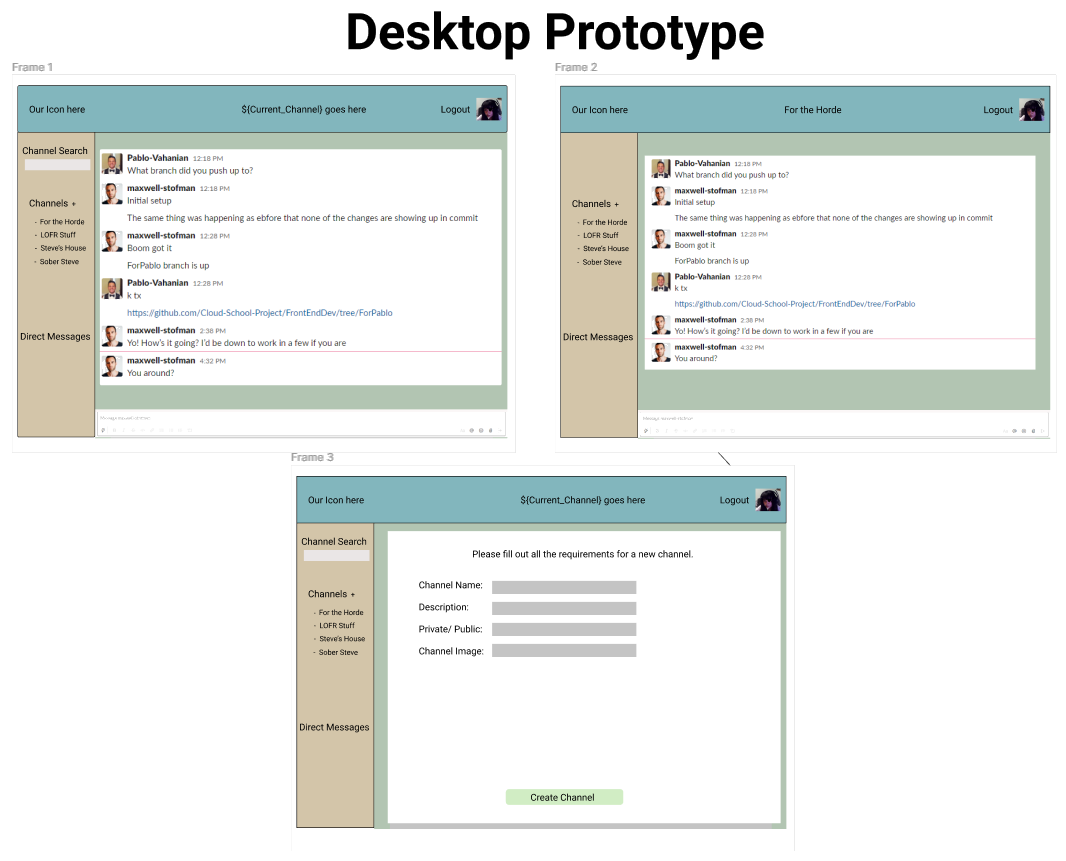 Desktop Prototype
Frame 1
Our Icon here
${Current_Channel} goes here
Logout
Channel Search
Channels +
- For the Horde
- LOFR Stuff
- Steve's House
- Sober Steve
Direct Messages
Pablo-Vahanian 12:18 PM
What branch did you push up to?
maxwell-stofman 12:18 PM
Initial setup
The same thing was happening as ebfore that none of the changes are showing up in commit
maxwell-stofman 12:28 PM
Boom got it
ForPablo branch is up
Pablo-Vahanian 12:28 PM
k tx
https://github.com/Cloud-School-Project/FrontEndDev/tree/ForPablo
maxwell-stofman 2:38 PM
Yo! How's it going? I'd be down to work in a few if you are
maxwell-stofman 4:32 PM
You around?
Message maxwell-stofman
Frame 2
Our Icon here
For the Horde
Logout
Channels +
- For the Horde
- LOFR Stuff
- Steve's House
- Sober Steve
Direct Messages
Pablo-Vahanian 12:18 PM
What branch did you push up to?
maxwell-stofman 12:18 PM
Initial setup
The same thing was happening as ebfore that none of the changes are showing up in commit
maxwell-stofman 12:28 PM
Boom got it
ForPablo branch is up
Pablo-Vahanian 12:28 PM
k tx
https://github.com/Cloud-School-Project/FrontEndDev/tree/ForPablo
maxwell-stofman 2:38 PM
Yo! How's it going? I'd be down to work in a few if you are
maxwell-stofman 4:32 PM
You around?
Message maxwell-stofman
Frame 3
Our Icon here
${Current_Channel} goes here
Logout
Channel Search
Channels +
- For the Horde
- LOFR Stuff
- Steve's House
- Sober Steve
Direct Messages
Please fill out all the requirements for a new channel.
Channel Name:
Description:
Private/ Public:
Channel Image:
Create Channel